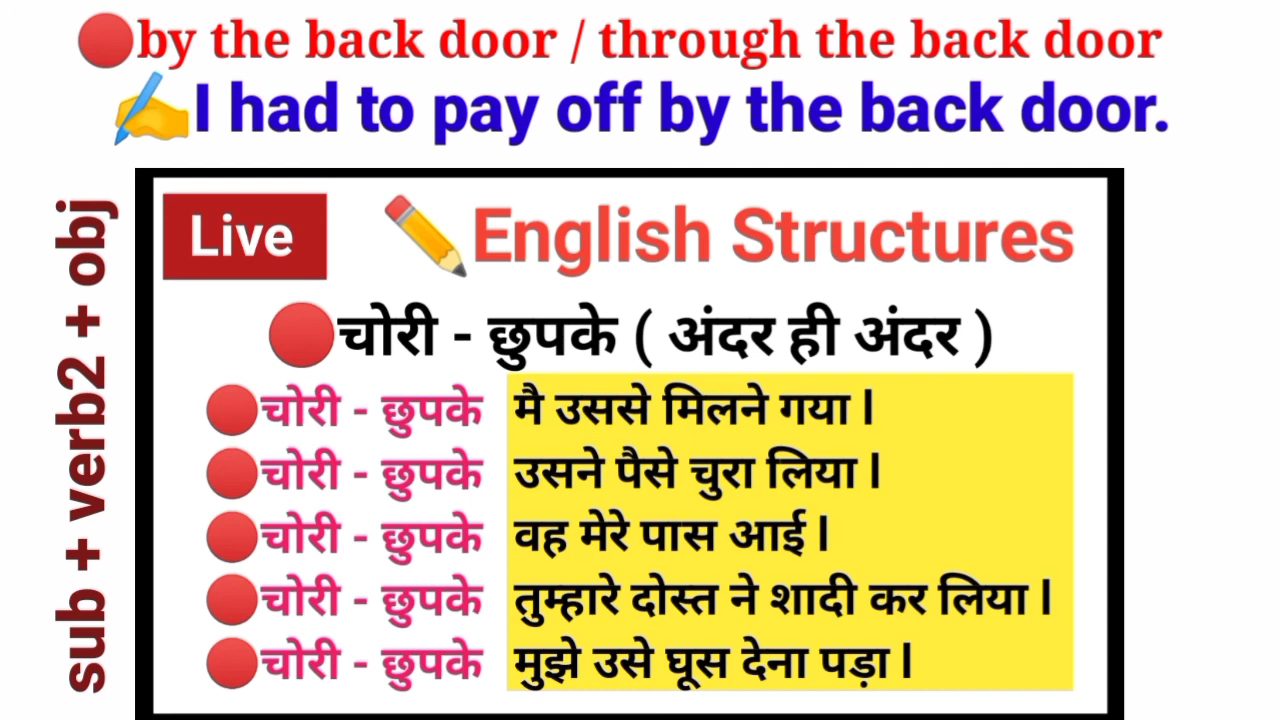 🔴by the back door / through the back door
✍️I had to pay off by the back door.
sub + verb2 + obj
Live
✏️English Structures
🔴चोरी - छुपके ( अंदर ही अंदर )
🔴चोरी - छुपके मै उससे मिलने गया l
🔴चोरी - छुपके उसने पैसे चुरा लिया l
🔴चोरी - छुपके वह मेरे पास आई l
🔴चोरी - छुपके तुम्हारे दोस्त ने शादी कर लिया l
🔴चोरी - छुपके मुझे उसे घूस देना पड़ा l